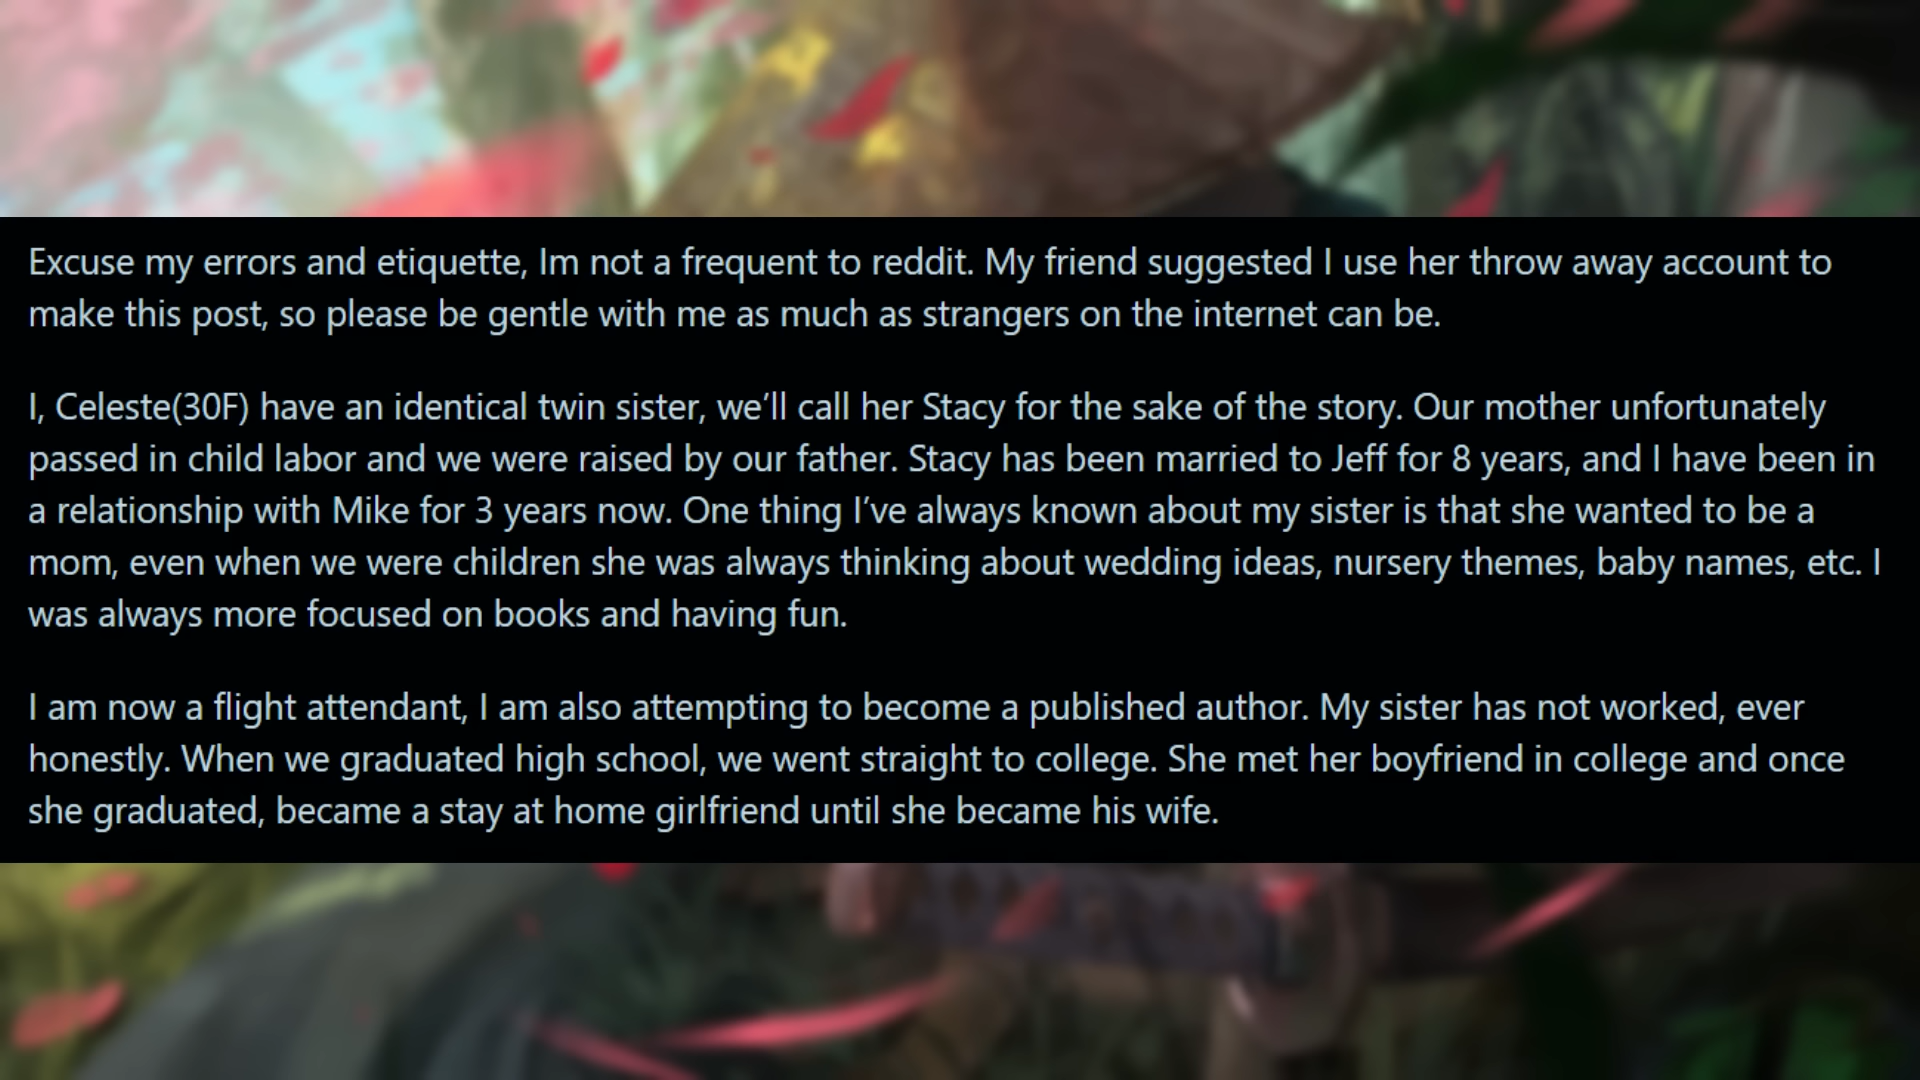 Excuse my errors and etiquette, Im not a frequent to reddit. My friend suggested I use her throw away account to
make this post, so please be gentle with me as much as strangers on the internet can be.
I, Celeste(30F) have an identical twin sister, we’ll call her Stacy for the sake of the story. Our mother unfortunately
passed in child labor and we were raised by our father. Stacy has been married to Jeff for 8 years, and I have been in
a relationship with Mike for 3 years now. One thing I’ve always known about my sister is that she wanted to be a
mom, even when we were children she was always thinking about wedding ideas, nursery themes, baby names, etc. I
was always more focused on books and having fun.
I am now a flight attendant, I am also attempting to become a published author. My sister has not worked, ever
honestly. When we graduated high school, we went straight to college. She met her boyfriend in college and once
she graduated, became a stay at home girlfriend until she became his wife.